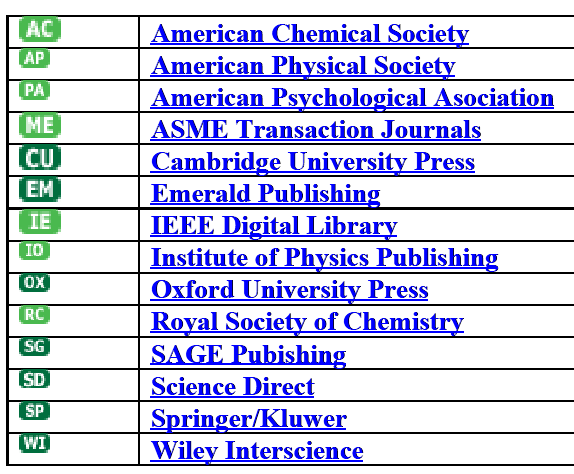 AC American Chemical Society
AP American Physical Society
PA American Psychological Asociation
ME ASME Transaction Journals
CU Cambridge University Press
EM Emerald Publishing
IE IEEE Digital Library
IO Institute of Physics Publishing
OX Oxford University Press
RC Royal Society of Chemistry
SG SAGE Pubishing
SD Science Direct
SP Springer/Kluwer
WI Wiley Interscience